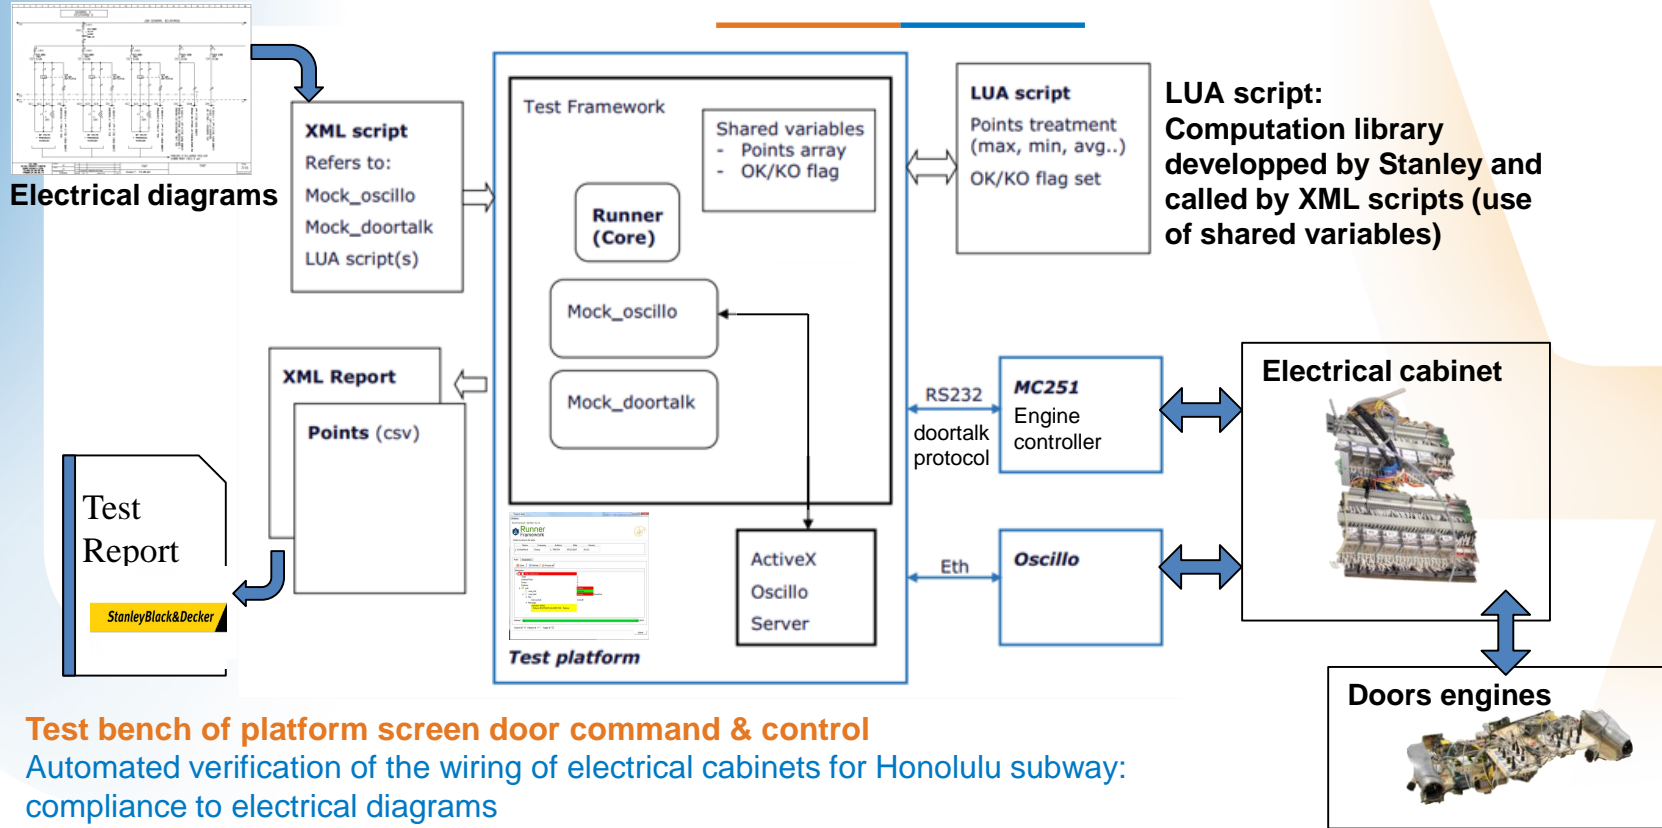 Electrical diagrams
XML script
Refers to:
Mock_oscillo
Mock_doortalk
LUA script(s)
Test Framework
Shared variables
- Points array
- OK/KO flag
Runner
(Core)
Mock_oscillo
Mock_doortalk
LUA script
Points treatment
(max, min, avg..)
OK/KO flag set
LUA script:
Computation library
developped by Stanley and
called by XML scripts (use
of shared variables)
XML Report
Points (csv)
Test
Report
StanleyBlack&Decker
Runner
Framework
Test platform
ActiveX
Oscillo
Server
RS232
doortalk
protocol
MC251
Engine
controller
Eth
Oscillo
Electrical cabinet
Doors engines
Test bench of platform screen door command & control
Automated verification of the wiring of electrical cabinets for Honolulu subway:
compliance to electrical diagrams